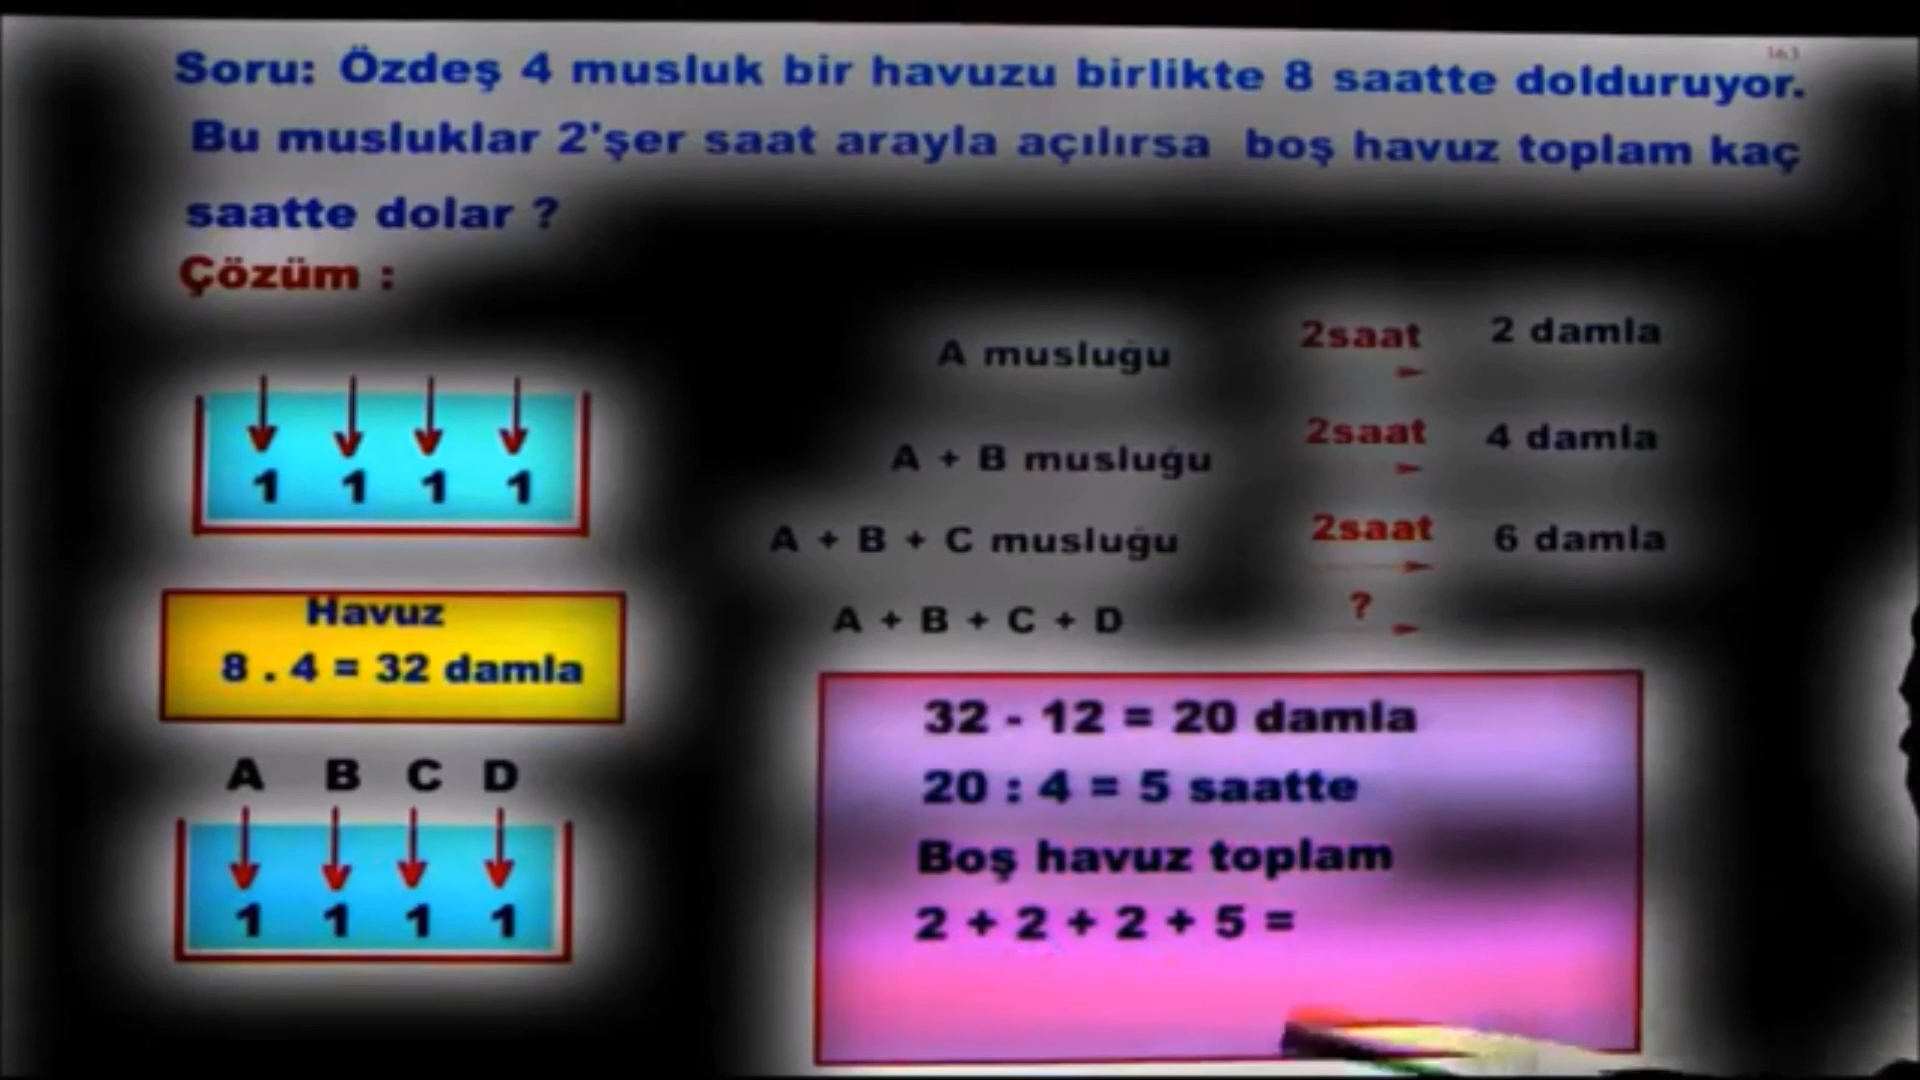 163
Soru: Özdeş 4 musluk bir havuzu birlikte 8 saatte dolduruyor.
Bu musluklar 2'şer saat arayla açılırsa boş havuz toplam kaç
saatte dolar ?
Çözüm :
1 1 1 1
Havuz
8 . 4 = 32 damla
A B C D
1 1 1 1
A musluğu 2saat 2 damla
A + B musluğu 2saat 4 damla
A + B + C musluğu 2saat 6 damla
A + B + C + D ?
32 - 12 = 20 damla
20 : 4 = 5 saatte
Boş havuz toplam
2 + 2 + 2 + 5 =